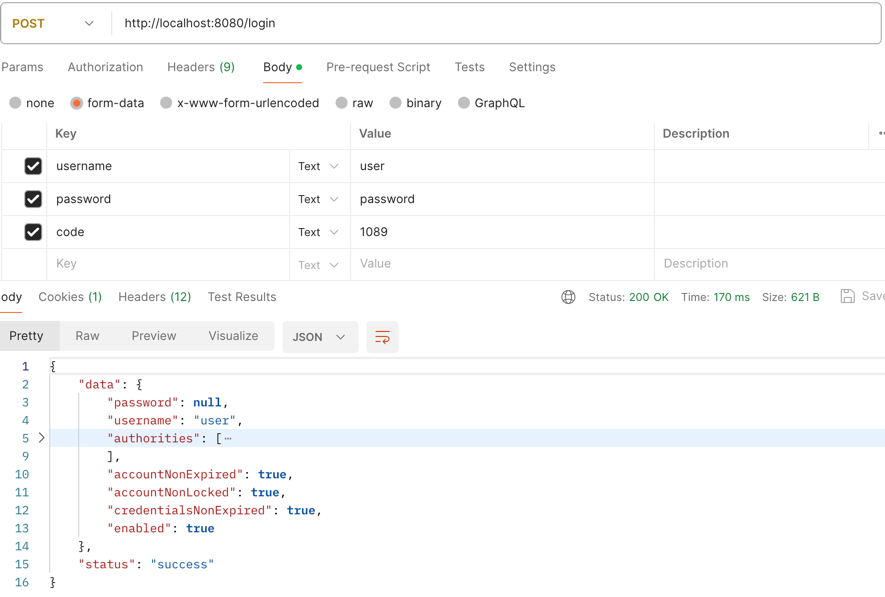 POST http://localhost:8080/login
Params Authorization Headers (9) Body Pre-request Script Tests Settings
none form-data x-www-form-urlencoded raw binary GraphQL
Key Value Description
username Text user
password Text password
code Text 1089
Key Text Value Description
ody Cookies (1) Headers (12) Test Results Status: 200 OK Time: 170 ms Size: 621 B Save
Pretty Raw Preview Visualize JSON
1 {
2 "data": {
3 "password": null,
4 "username": "user",
5 "authorities": [⋯
9 ],
10 "accountNonExpired": true,
11 "accountNonLocked": true,
12 "credentialsNonExpired": true,
13 "enabled": true
14 },
15 "status": "success"
16 }